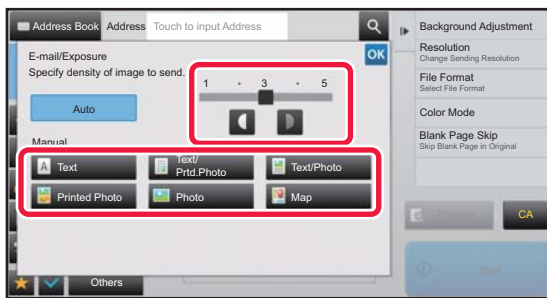 Address Book Address Touch to input Address
E-mail/Exposure
OK
Specify density of image to send.
1 · 3 · 5
Auto
Manual
A Text
Text/
Prtd.Photo
Text/Photo
Printed Photo
Photo
Map
Others
Background Adjustment
Resolution
Change Sending Resolution
File Format
Select File Format
Color Mode
Blank Page Skip
Skip Blank Page in Original
Preview
CA
Start